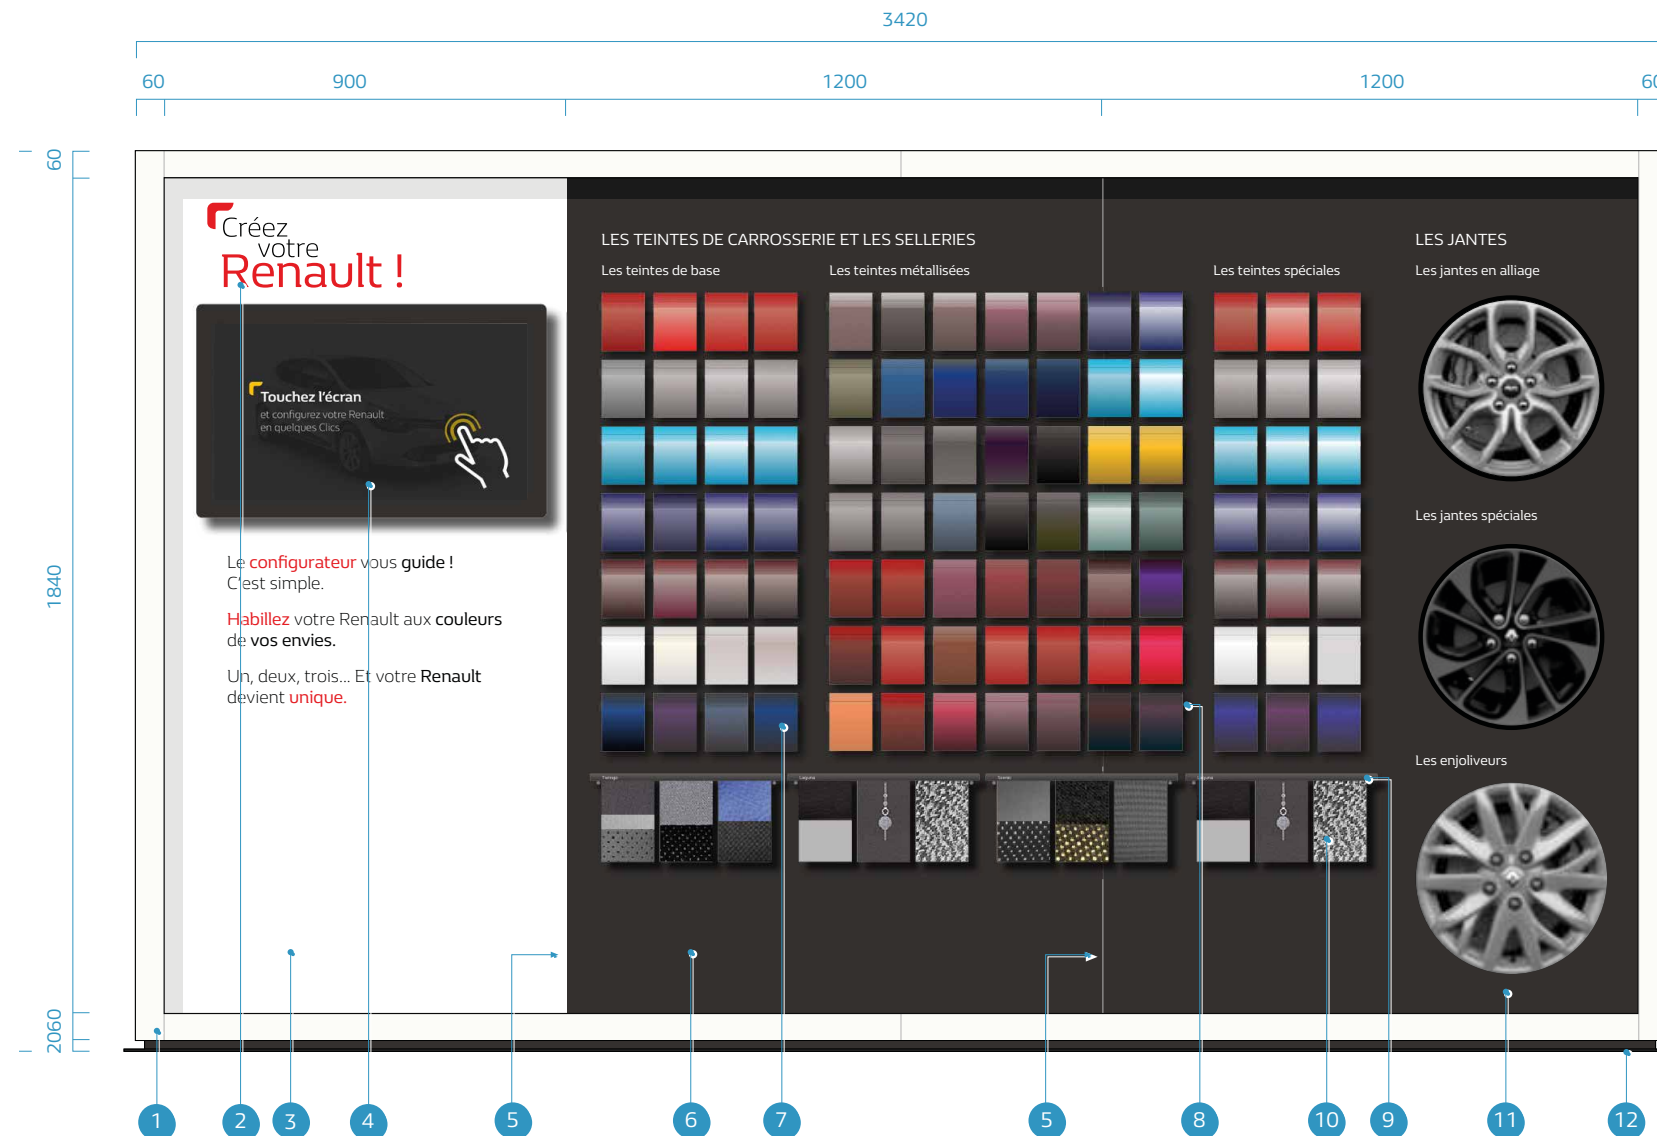 3420
60 900 1200 1200 60
60
1840
2060
Créez
votre
Renault !
Touchez l'écran
et configurez votre Renault
en quelques Clics
Le configurateur vous guide !
C'est simple.
Habillez votre Renault aux couleurs
de vos envies.
Un, deux, trois... Et votre Renault
devient unique.
LES TEINTES DE CARROSSERIE ET LES SELLERIES
Les teintes de base
Les teintes métallisées
Les teintes spéciales
LES JANTES
Les jantes en alliage
Les jantes spéciales
Les enjoliveurs
Laguna
Laguna
1 2 3 4 5 6 7 5 8 10 9 11 12